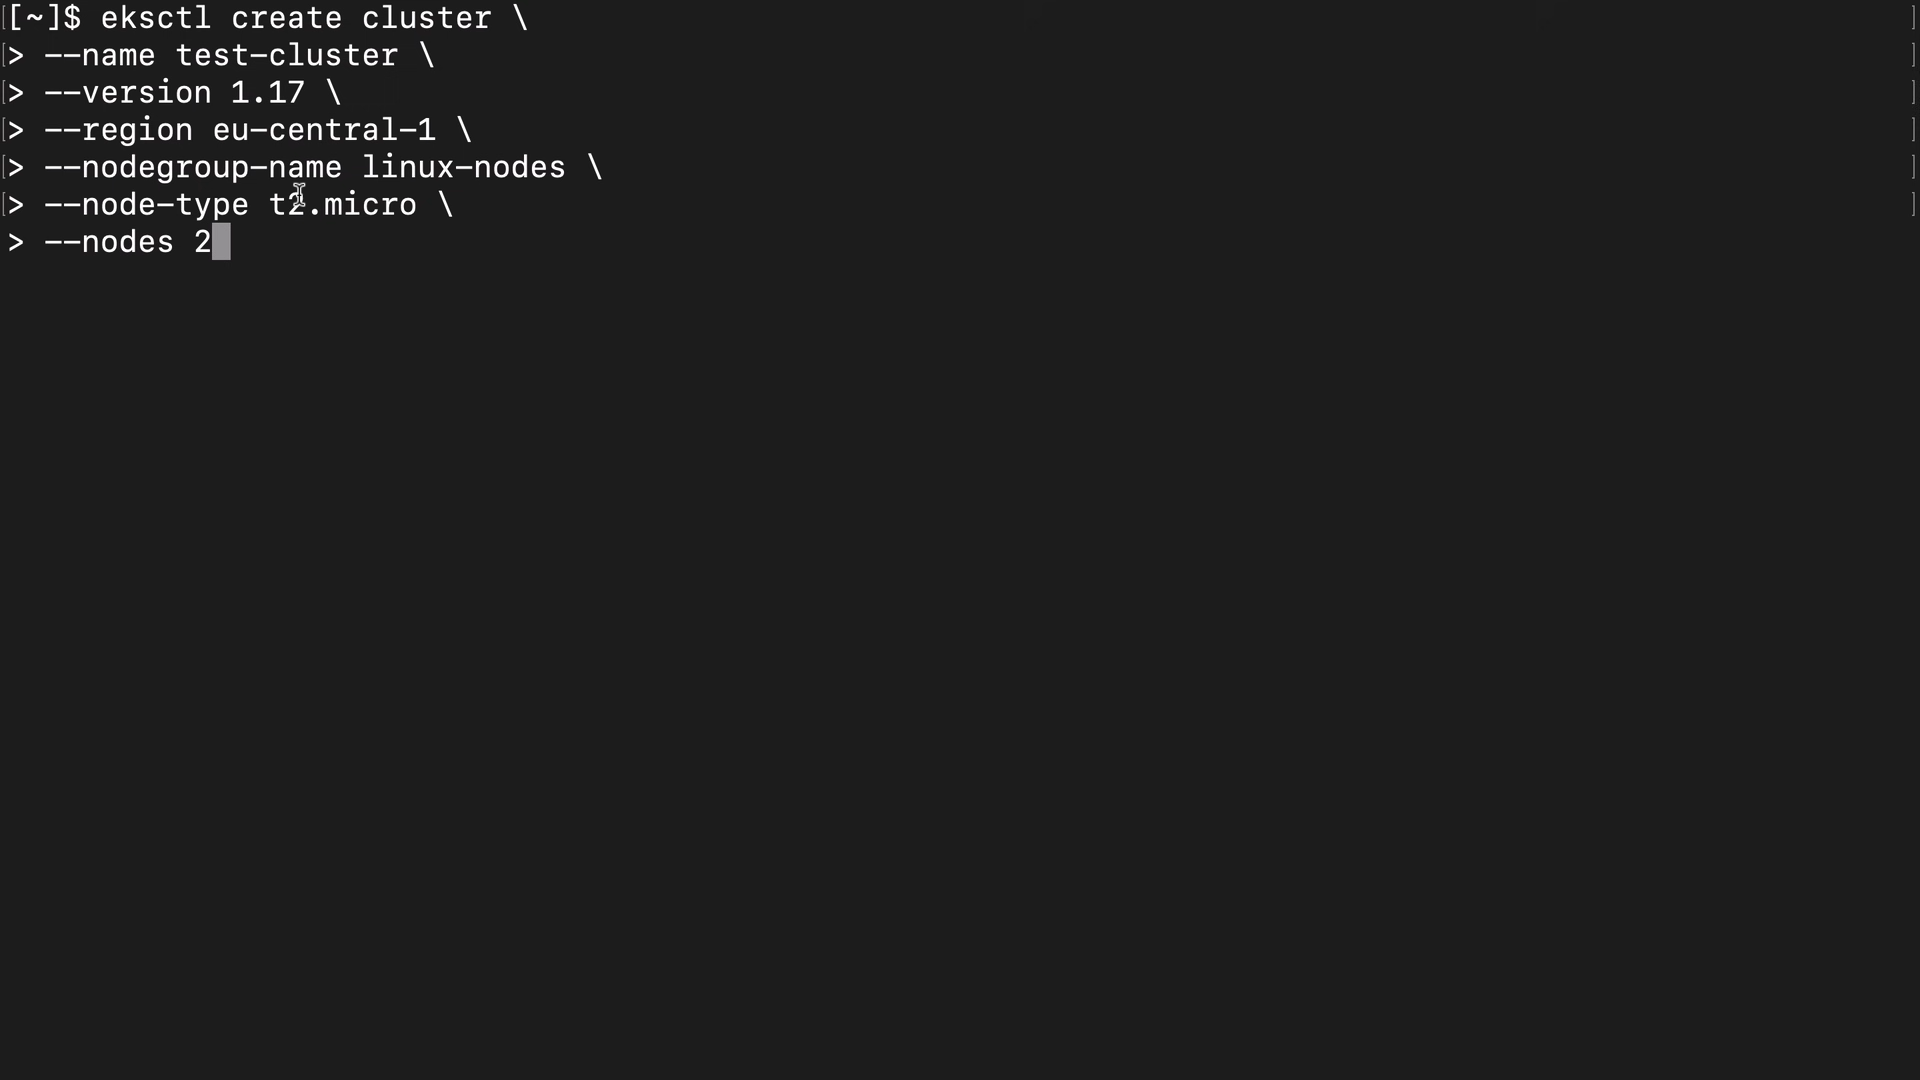 [~]$ eksctl create cluster \
> --name test-cluster \
> --version 1.17 \
> --region eu-central-1 \
> --nodegroup-name linux-nodes \
> --node-type t2.micro \
> --nodes 2